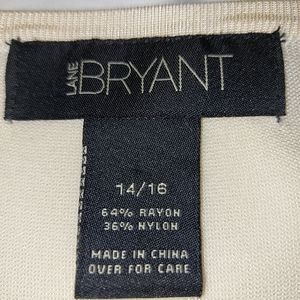 LANE BRYANT
14/16
64% RAYON
36% NYLON
MADE IN CHINA
OVER FOR CARE